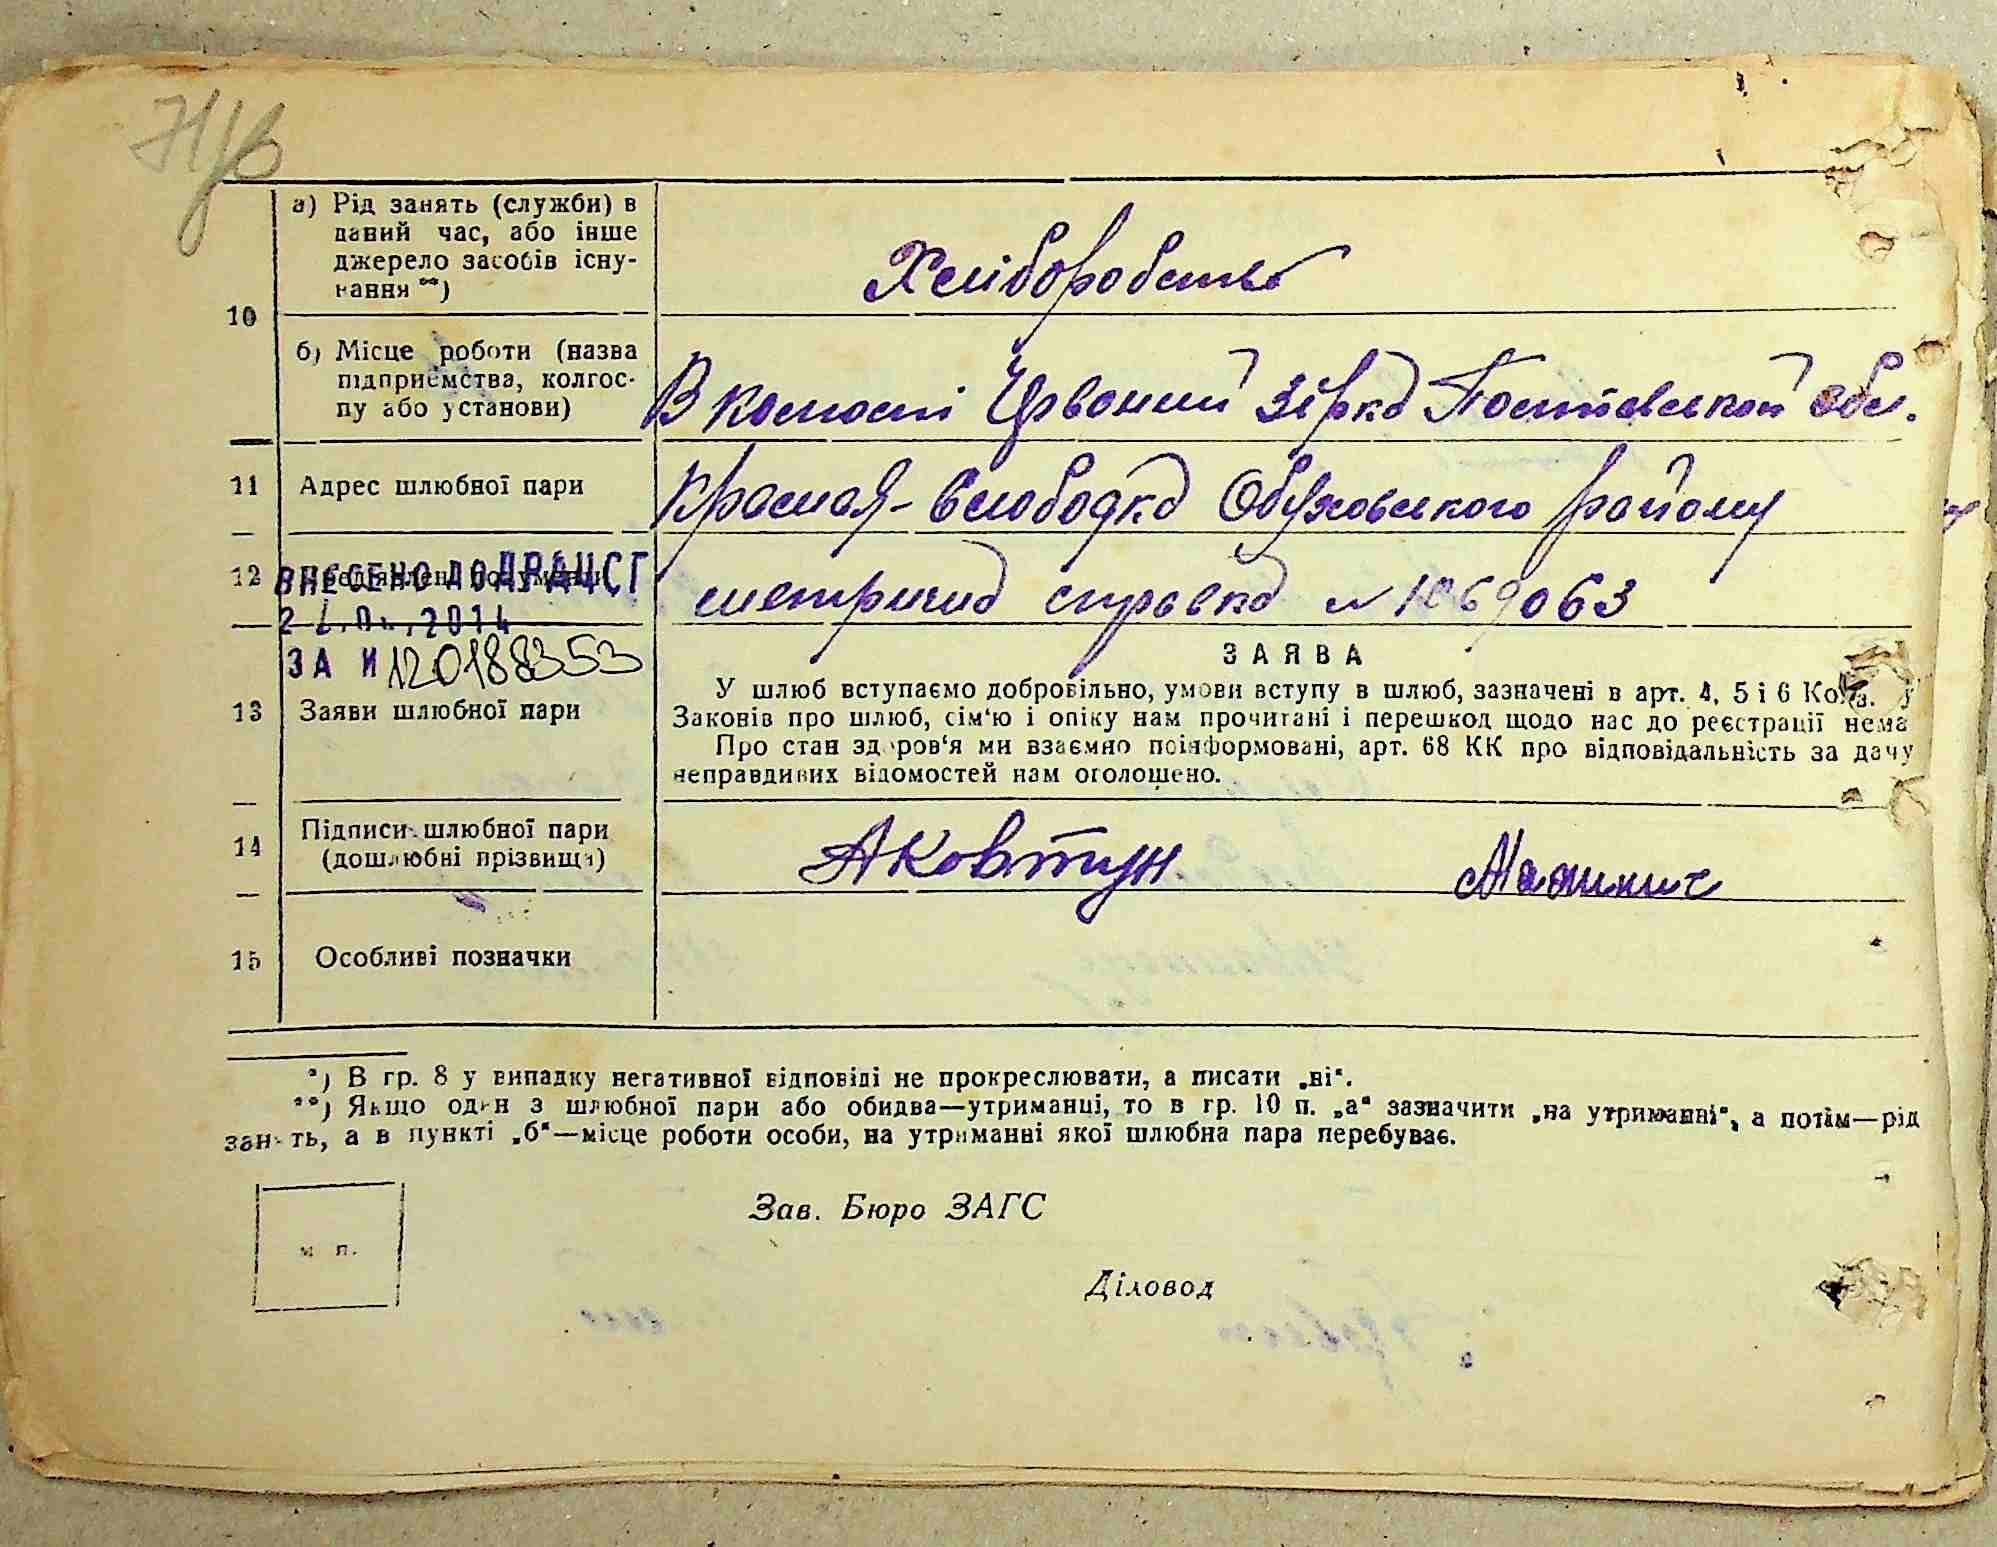 а) Рід занять (служби) в
даний час, або інше
джерело засобів існу-
вання **)
Хліборобство
10
б) Місце роботи (назва
підприємства, колгос-
пу або установи)
В колгоспі Червоний Зірка Полтавської обл.
11 Адрес шлюбної пари
Красная-Слободка Обуховського району
12
ВНЕСЕНО ДО ДРАЦСГ
метрична справка № 1069063
2014
ЗА И 120188353
ЗАЯВА
13 Заяви шлюбної пари
У шлюб вступаємо добровільно, умови вступу в шлюб, зазначені в арт. 4, 5 і 6
Законів про шлюб, сім'ю і опіку нам прочитані і перешкод щодо нас до реєстрації нема
Про стан здоров'я ми взаємно поінформовані, арт. 68 КК про відповідальність за дачу
неправдивих відомостей нам оголошено.
14 Підписи шлюбної пари
(дошлюбні прізвища)
АКовтун
15 Особливі позначки
*) В гр. 8 у випадку негативної відповіді не прокреслювати, а писати „ні“.
**) Якщо один з шлюбної пари або обидва—утриманці, то в гр. 10 п. „а“ зазначити „на утриманні“, а потім—рід
занять, а в пункті „б“—місце роботи особи, на утриманні якої шлюбна пара перебуває.
Зав. Бюро ЗАГС
м п.
Діловод